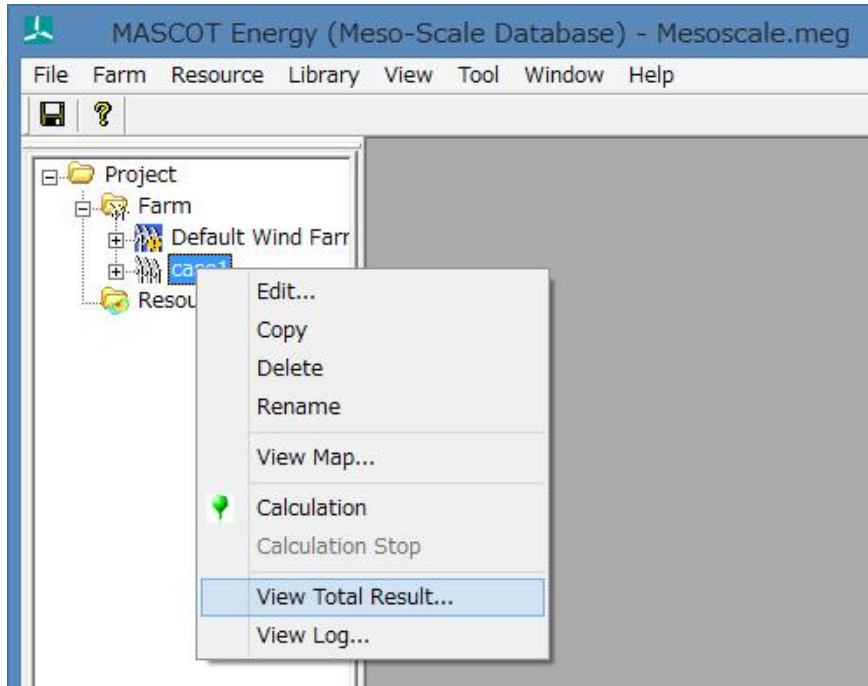 MASCOT Energy (Meso-Scale Database) - Mesoscale.meg
File Farm Resource Library View Tool Window Help
Project
Farm
Default Wind Farr
case1
Resou
Edit...
Copy
Delete
Rename
View Map...
Calculation
Calculation Stop
View Total Result...
View Log...